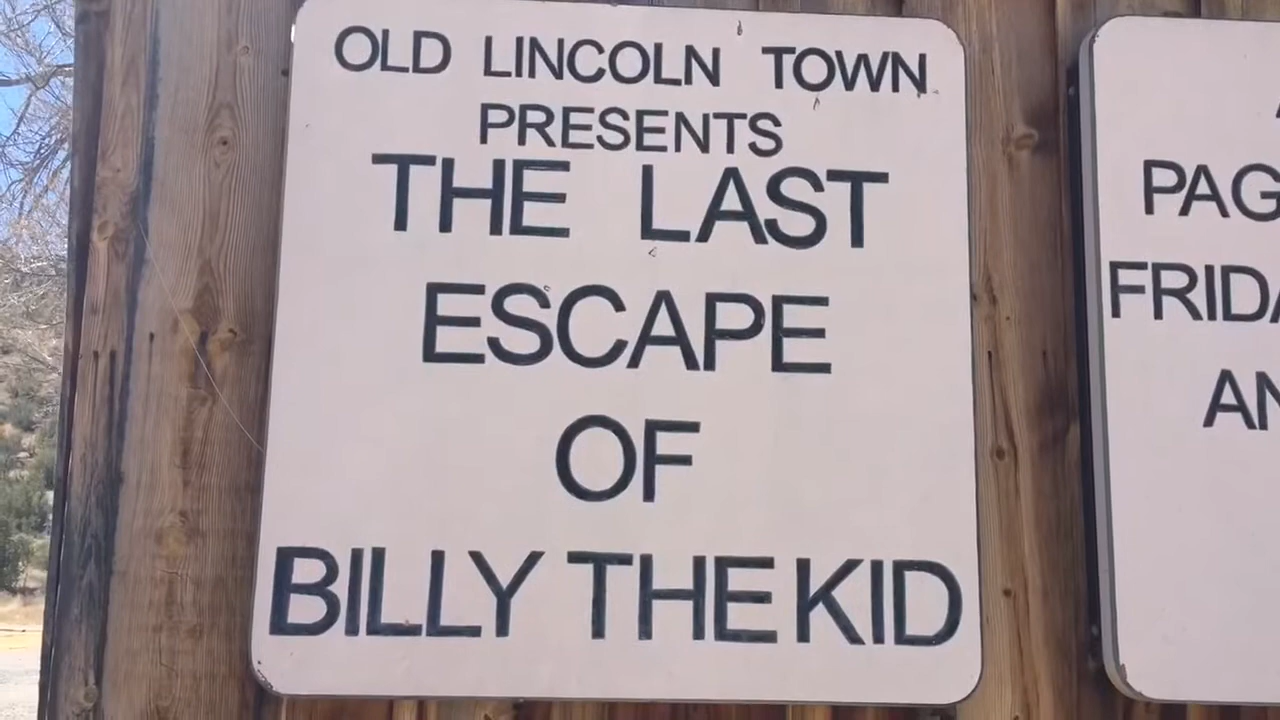 OLD LINCOLN TOWN
PRESENTS
THE LAST
ESCAPE
OF
BILLY THE KID